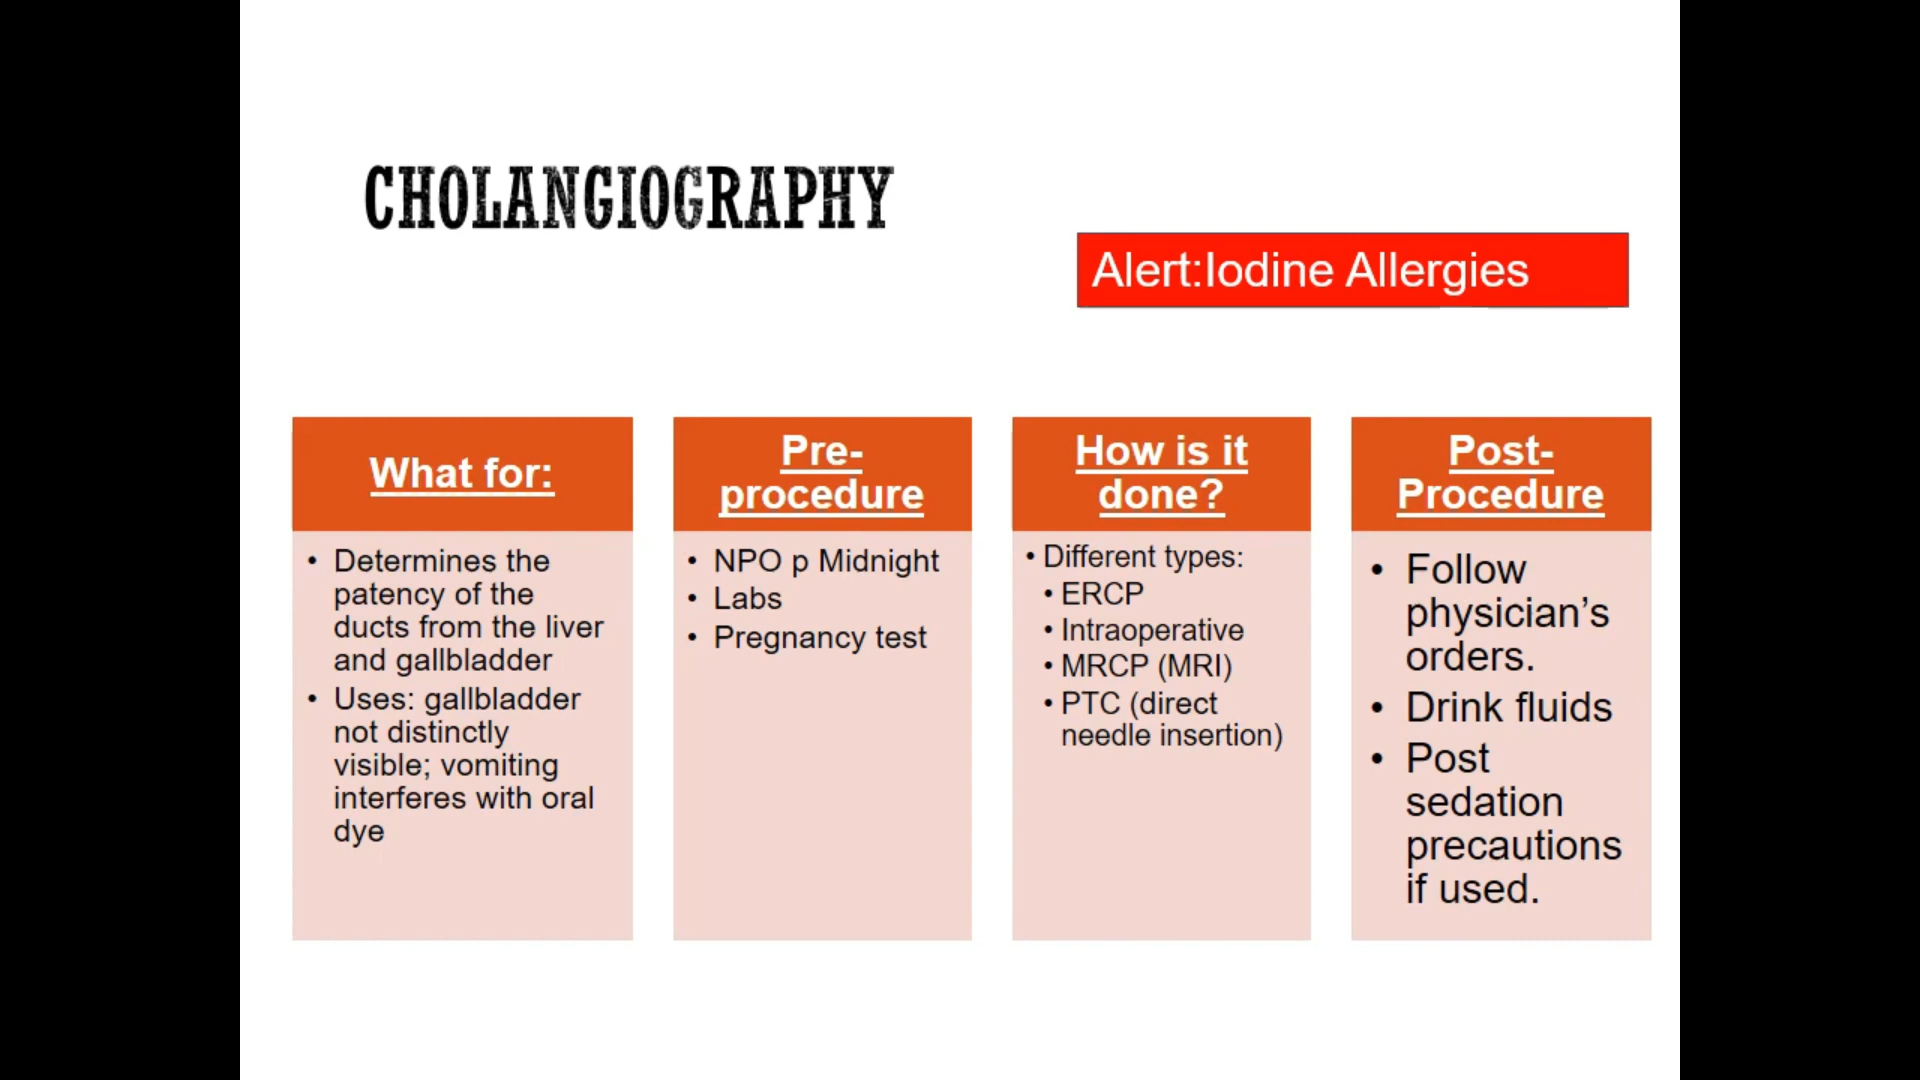 CHOLANGIOGRAPHY
Alert:Iodine Allergies
What for:
• Determines the
patency of the
ducts from the liver
and gallbladder
• Uses: gallbladder
not distinctly
visible; vomiting
interferes with oral
dye
Pre-
procedure
• NPO p Midnight
• Labs
• Pregnancy test
How is it
done?
• Different types:
• ERCP
• Intraoperative
• MRCP (MRI)
• PTC (direct
needle insertion)
Post-
Procedure
• Follow
physician’s
orders.
• Drink fluids
• Post
sedation
precautions
if used.